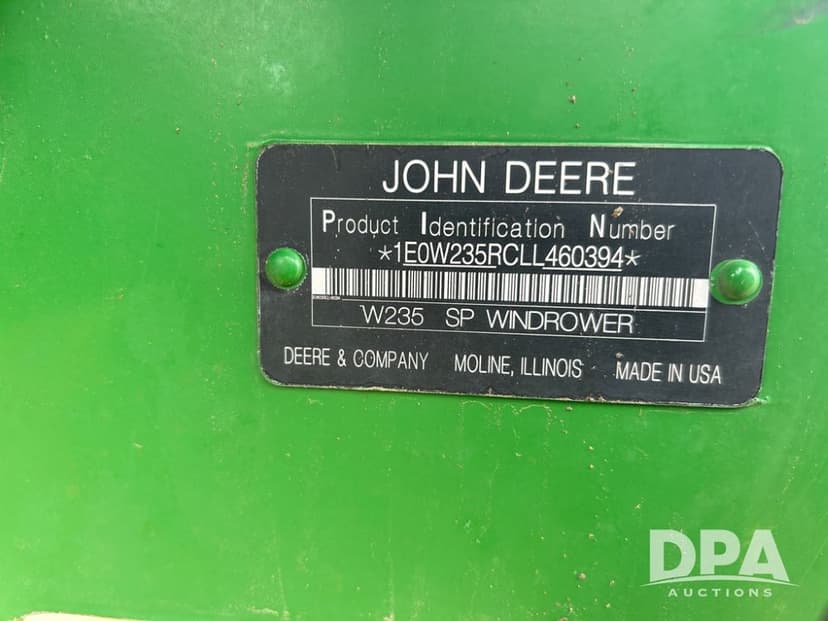 JOHN DEERE
Product Identification Number
*1E0W235RCLL460394*
W235 SP WINDROWER
DEERE & COMPANY MOLINE, ILLINOIS MADE IN USA
DPA
AUCTIONS